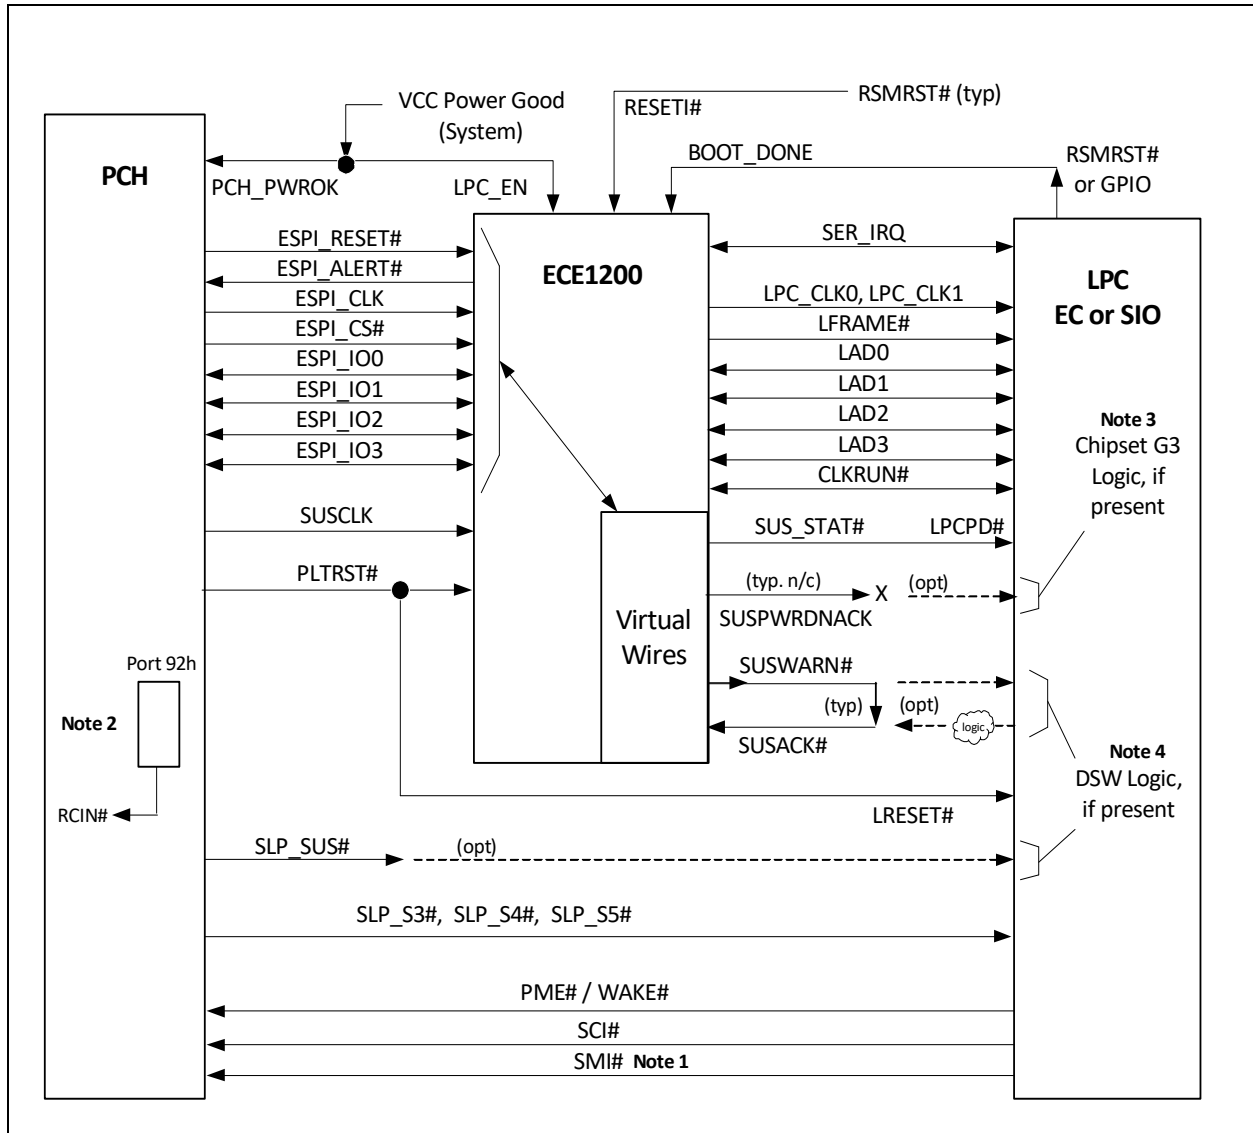 VCC Power Good
(System)
RESETI#
RSMRST# (typ)
BOOT_DONE
RSMRST#
or GPIO
PCH
PCH_PWROK
LPC_EN
ESPI_RESET#
ESPI_ALERT#
ESPI_CLK
ESPI_CS#
ESPI_IO0
ESPI_IO1
ESPI_IO2
ESPI_IO3
SUSCLK
PLTRST#
ECE1200
SER_IRQ
LPC_CLK0, LPC_CLK1
LFRAME#
LAD0
LAD1
LAD2
LAD3
CLKRUN#
SUS_STAT#
LPCPD#
(typ. n/c)
X
(opt)
SUSPWRDNACK
Virtual
Wires
SUSWARN#
(typ)
(opt)
logic
SUSACK#
LPC
EC or SIO
Note 3
Chipset G3
Logic, if
present
Note 4
DSW Logic,
if present
Port 92h
Note 2
RCIN#
LRESET#
SLP_SUS#
(opt)
SLP_S3#, SLP_S4#, SLP_S5#
PME# / WAKE#
SCI#
SMI# Note 1